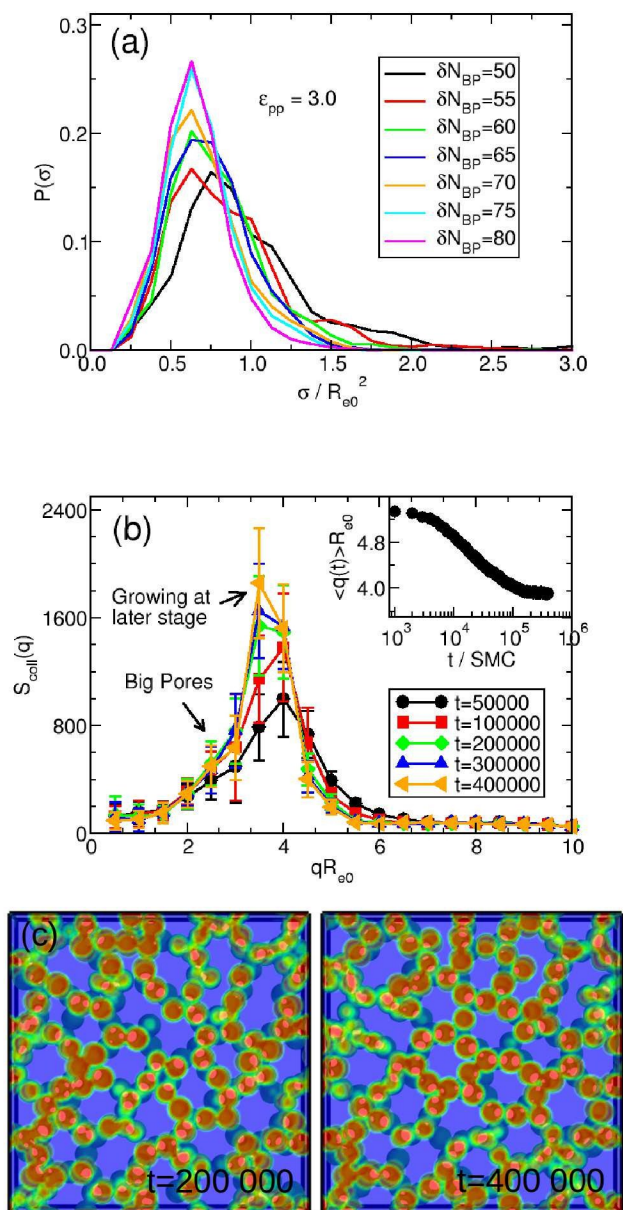 (a)
0.3
0.2
0.1
0.0
P(σ)
ε_pp = 3.0
δN_BP=50
δN_BP=55
δN_BP=60
δN_BP=65
δN_BP=70
δN_BP=75
δN_BP=80
0.0 0.5 1.0 1.5 2.0 2.5 3.0
σ / R_e0^2
(b)
2400
1600
800
0
S_coll(q)
Growing at
later stage
Big Pores
<q(t)>R_e0
4.8
4.0
10^3 10^4 10^5 10^6
t / SMC
t=50000
t=100000
t=200000
t=300000
t=400000
0 2 4 6 8 10
qR_e0
(c)
t=200 000
t=400 000